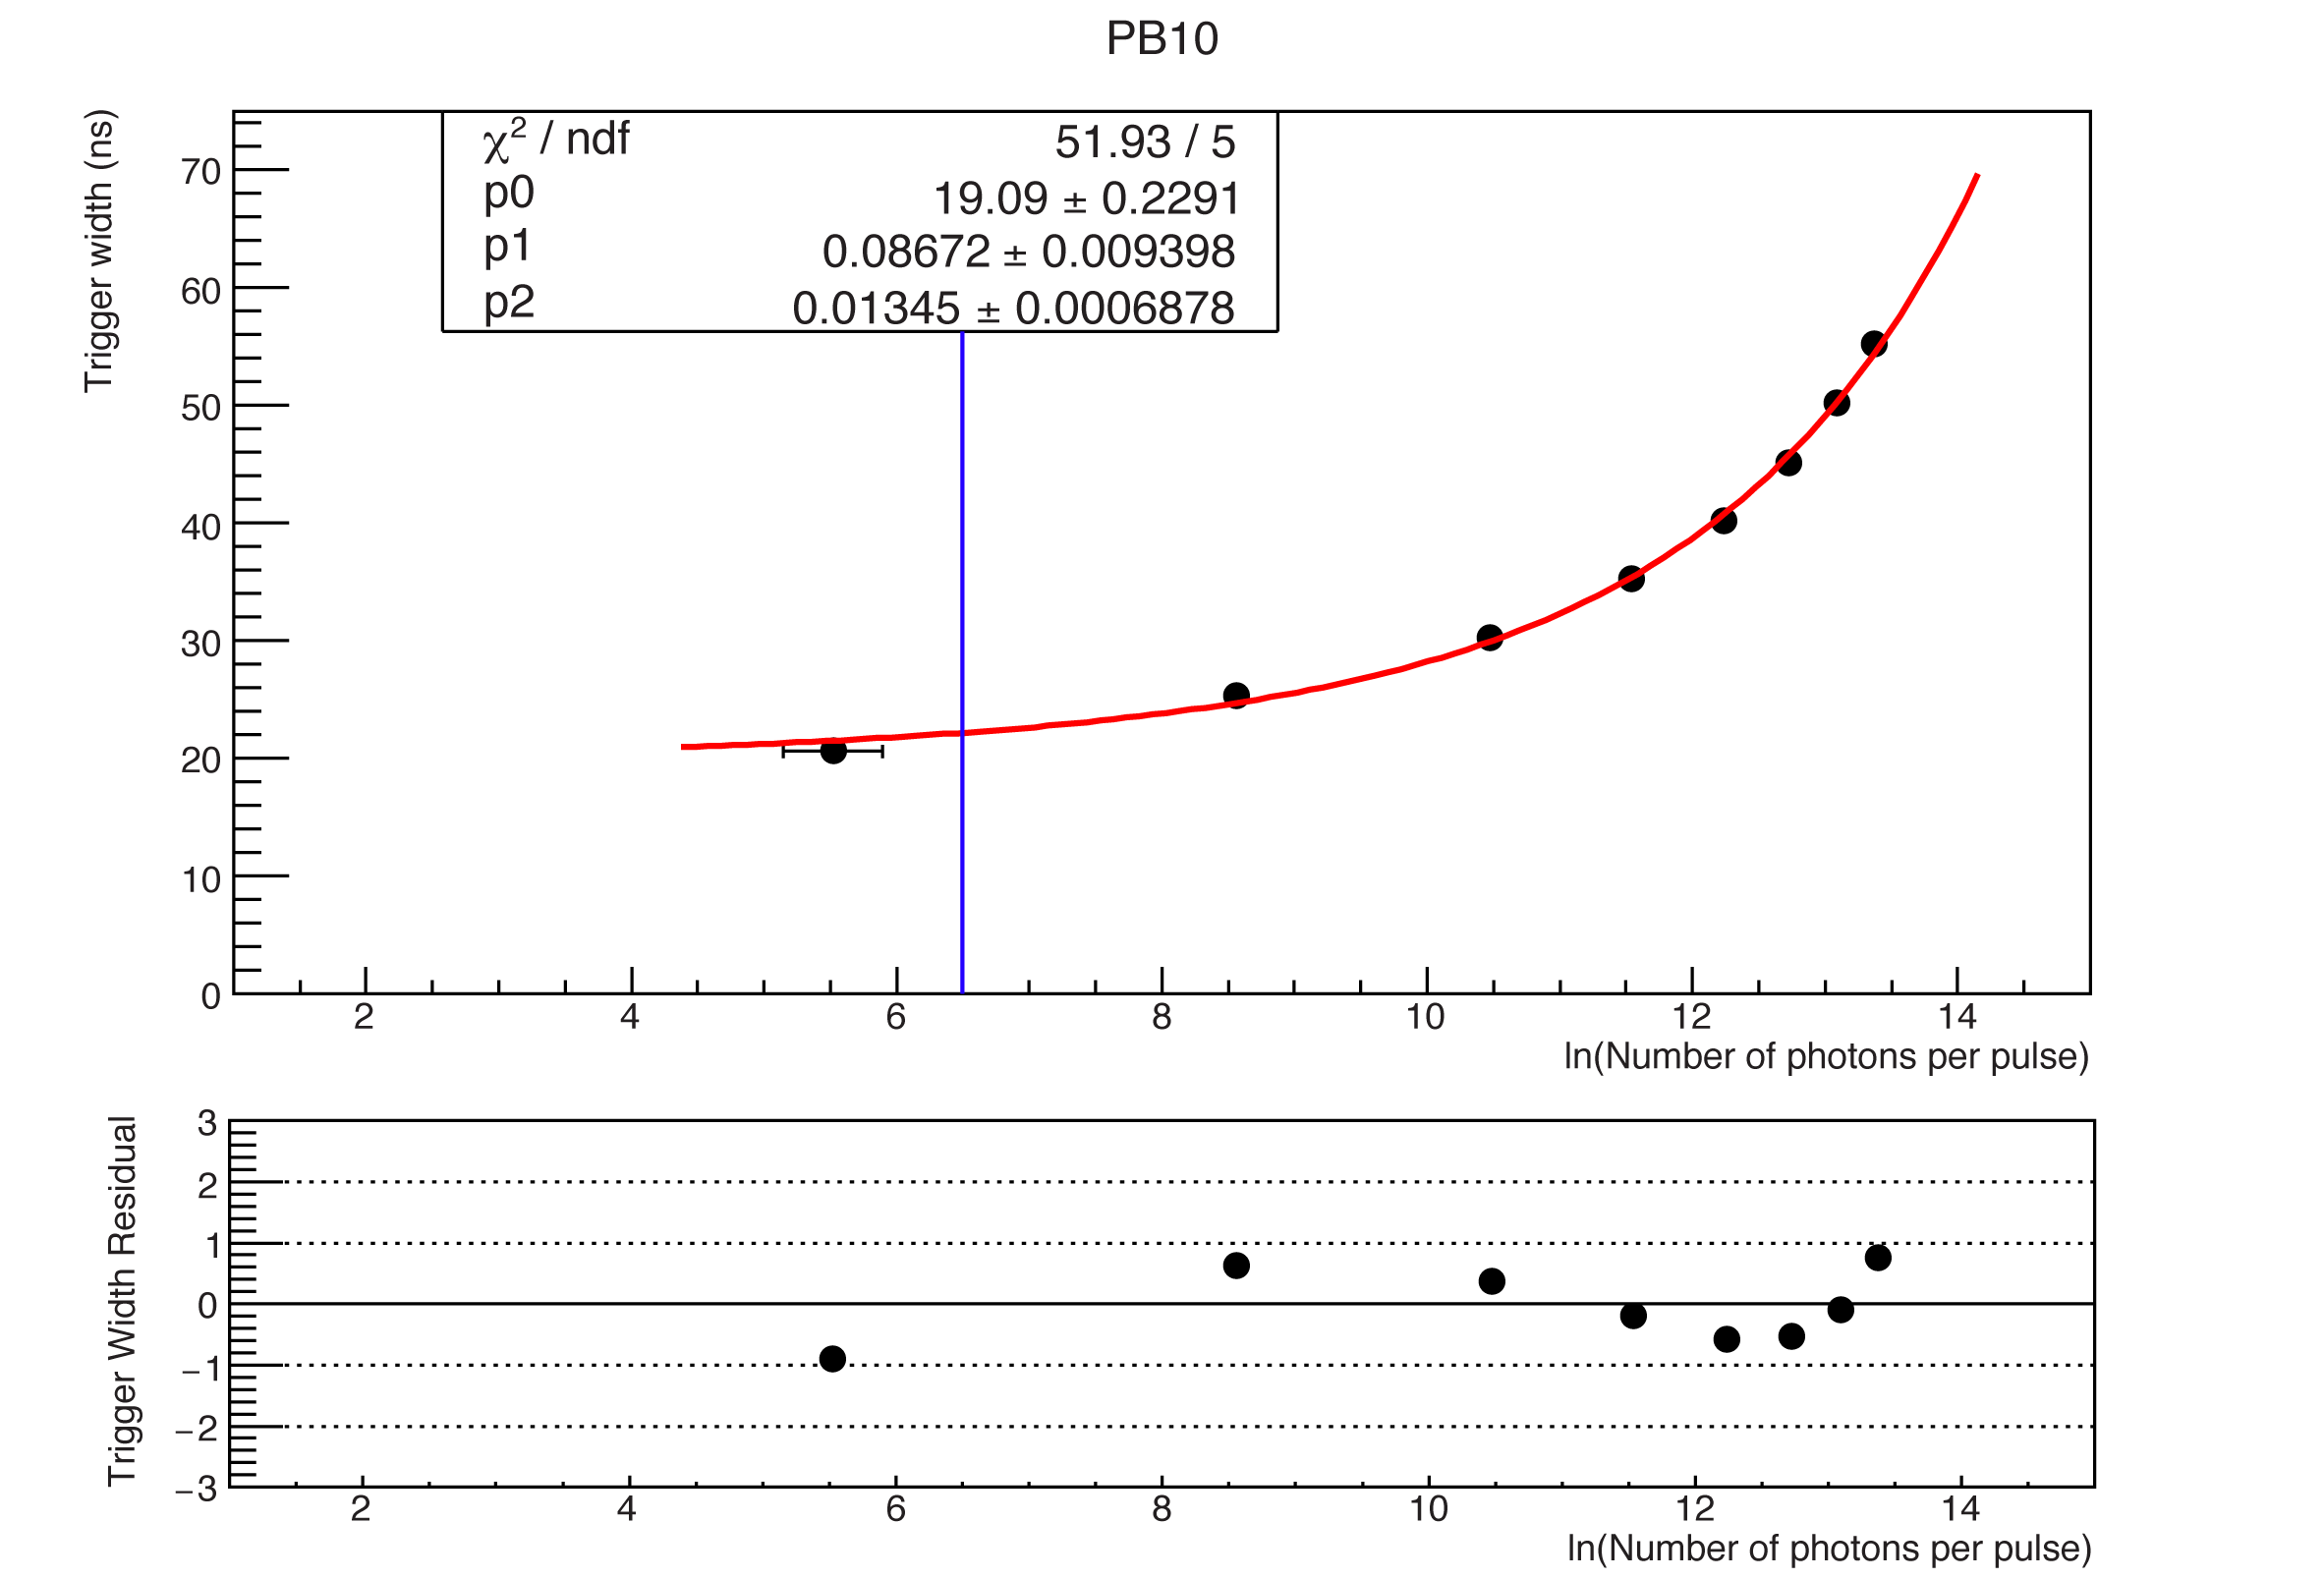 PB10
Trigger width (ns)
χ² / ndf 51.93 / 5
p0 19.09 ± 0.2291
p1 0.08672 ± 0.009398
p2 0.01345 ± 0.0006878
70
60
50
40
30
20
10
0
2 4 6 8 10 12 14
ln(Number of photons per pulse)
Trigger Width Residual
3
2
1
0
−1
−2
−3
2 4 6 8 10 12 14
ln(Number of photons per pulse)